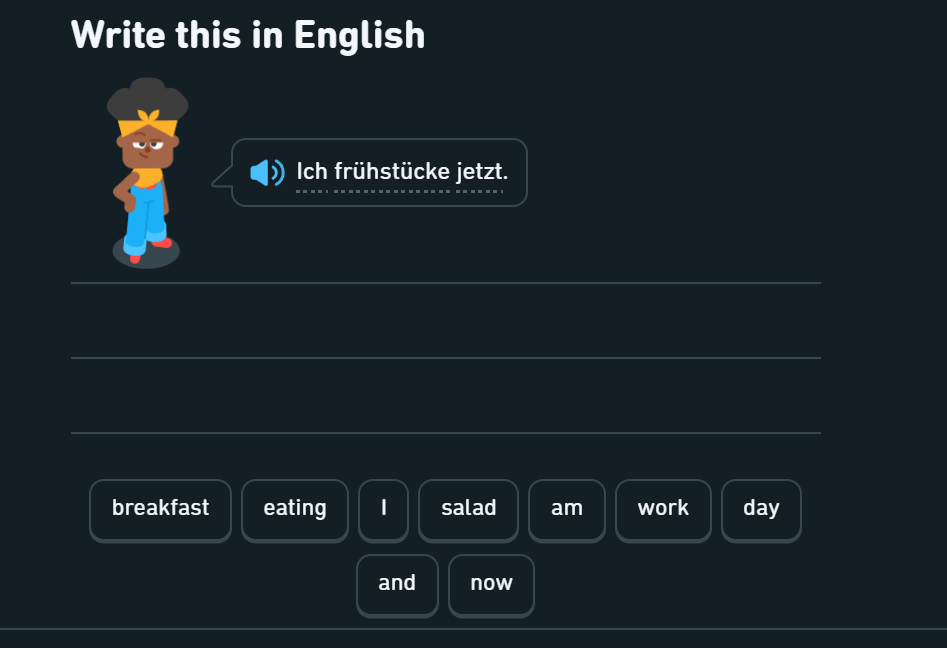 Write this in English
Ich frühstücke jetzt.
breakfast eating I salad am work day
and now